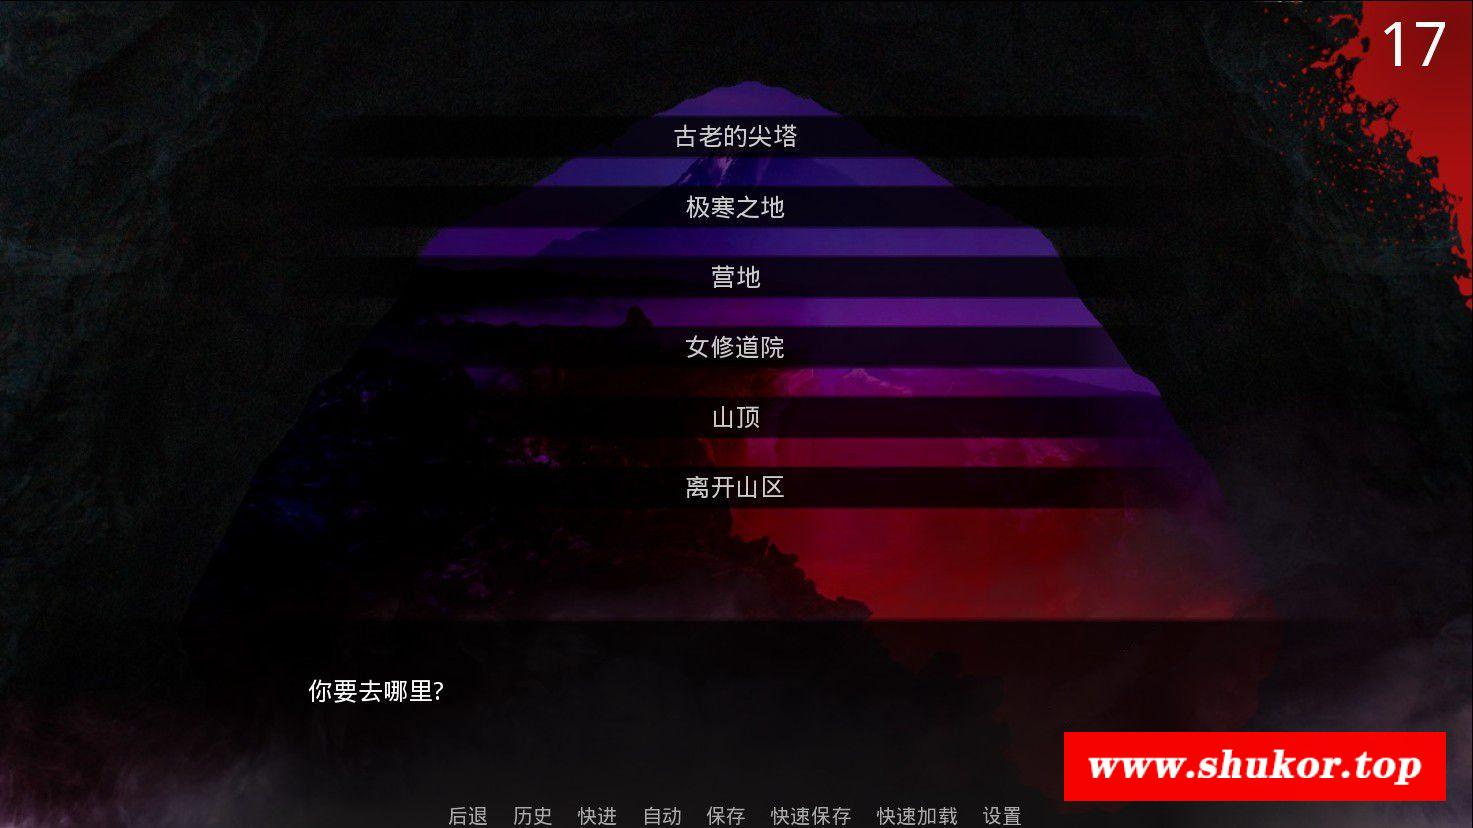 17
古老的尖塔
极寒之地
营地
女修道院
山顶
离开山区
你要去哪里?
www.shukor.top
后退 历史 快进 自动 保存 快速保存 快速加载 设置